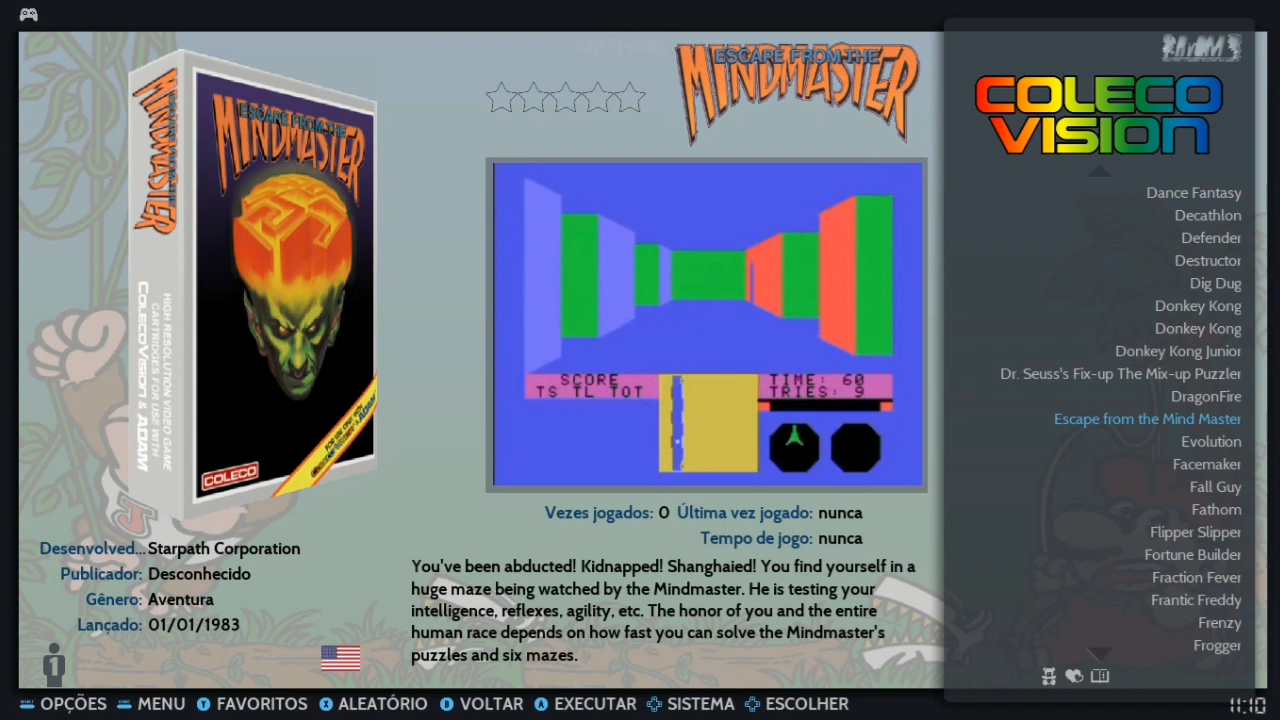 ESCAPE FROM THE
MINDMASTER
ESCAPE FROM THE
MINDMASTER
HIGH RESOLUTION VIDEO GAME
CARTRIDGES FOR USE WITH
COLECOVISION & ADAM
COLECO
ESCAPE FROM THE
MINDMASTER
SCORE
TS TL TOT
TIME: 60
TRIES: 9
Vezes jogados: 0 Última vez jogado: nunca
Tempo de jogo: nunca
Desenvolved... Starpath Corporation
Publicador: Desconhecido
Gênero: Aventura
Lançado: 01/01/1983
1
You've been abducted! Kidnapped! Shanghaied! You find yourself in a
huge maze being watched by the Mindmaster. He is testing your
intelligence, reflexes, agility, etc. The honor of you and the entire
human race depends on how fast you can solve the Mindmaster's
puzzles and six mazes.
COLECO
VISION
Dance Fantasy
Decathlon
Defender
Destructor
Dig Dug
Donkey Kong
Donkey Kong
Donkey Kong Junior
Dr. Seuss's Fix-up The Mix-up Puzzler
DragonFire
Escape from the Mind Master
Evolution
Facemaker
Fall Guy
Fathom
Flipper Slipper
Fortune Builder
Fraction Fever
Frantic Freddy
Frenzy
Frogger
OPÇÕES MENU Y FAVORITOS X ALEATÓRIO B VOLTAR A EXECUTAR SISTEMA ESCOLHER
11:10